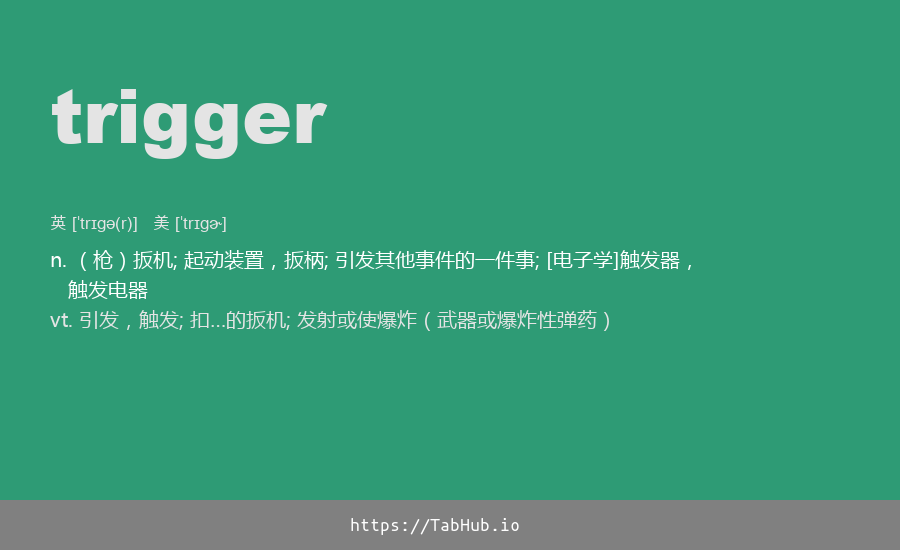 trigger
英 [ˈtrɪgə(r)] 美 [ˈtrɪgɚ]
n. （枪）扳机; 起动装置，扳柄; 引发其他事件的一件事; [电子学]触发器，
触发电器
vt. 引发，触发; 扣…的扳机; 发射或使爆炸（武器或爆炸性弹药）
https://TabHub.io